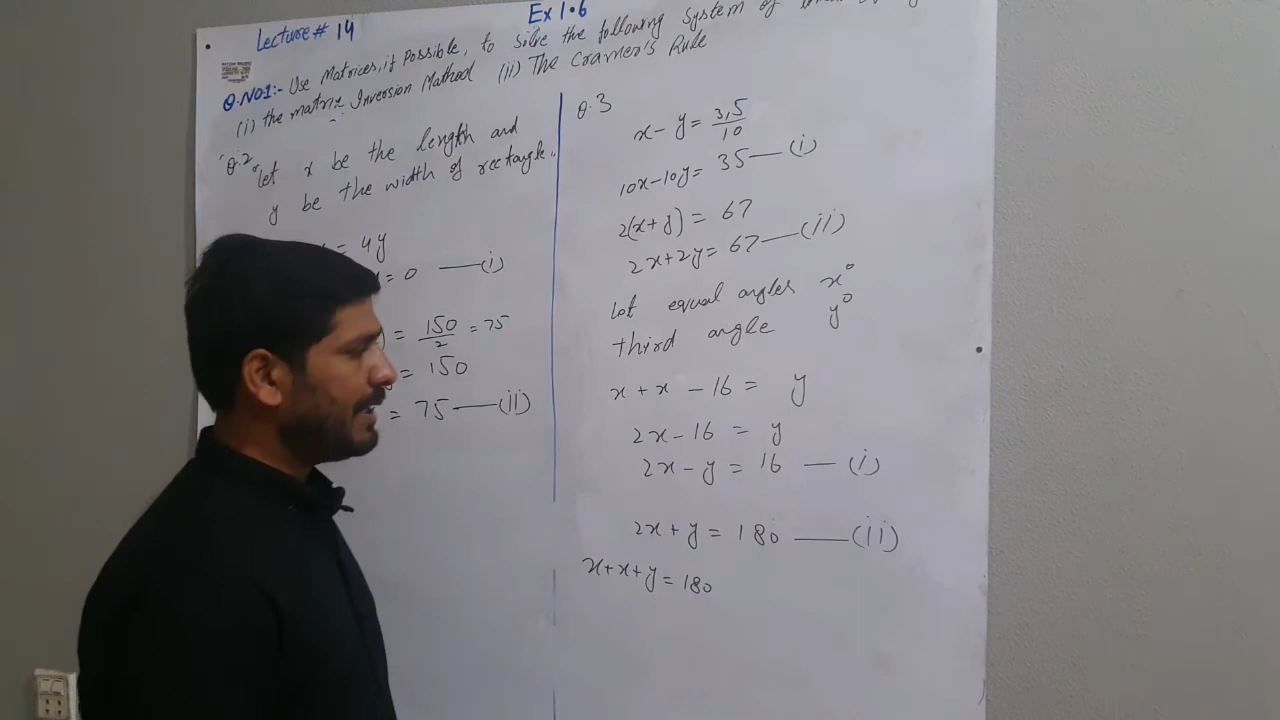 Lecture# 14
Ex 1.6
Q.NO1:- Use Matrices, if Possible, to solve the following system of
(i) the matrix Inversion Mathod (ii) The Cramer's Rule
Q.2 Let x be the length and
y be the width of rectangle.
= 4y
= 0 —(i)
) = 150/2 = 75
= 150
= 75 —(ii)
Q.3
x - y = 3.5/10
10x-10y = 35 —(i)
2(x+y) = 67
2x+2y = 67 —(ii)
Let equal angles x°
third angle y°
x + x - 16 = y
2x - 16 = y
2x - y = 16 — (i)
2x + y = 180 —(ii)
x+x+y = 180